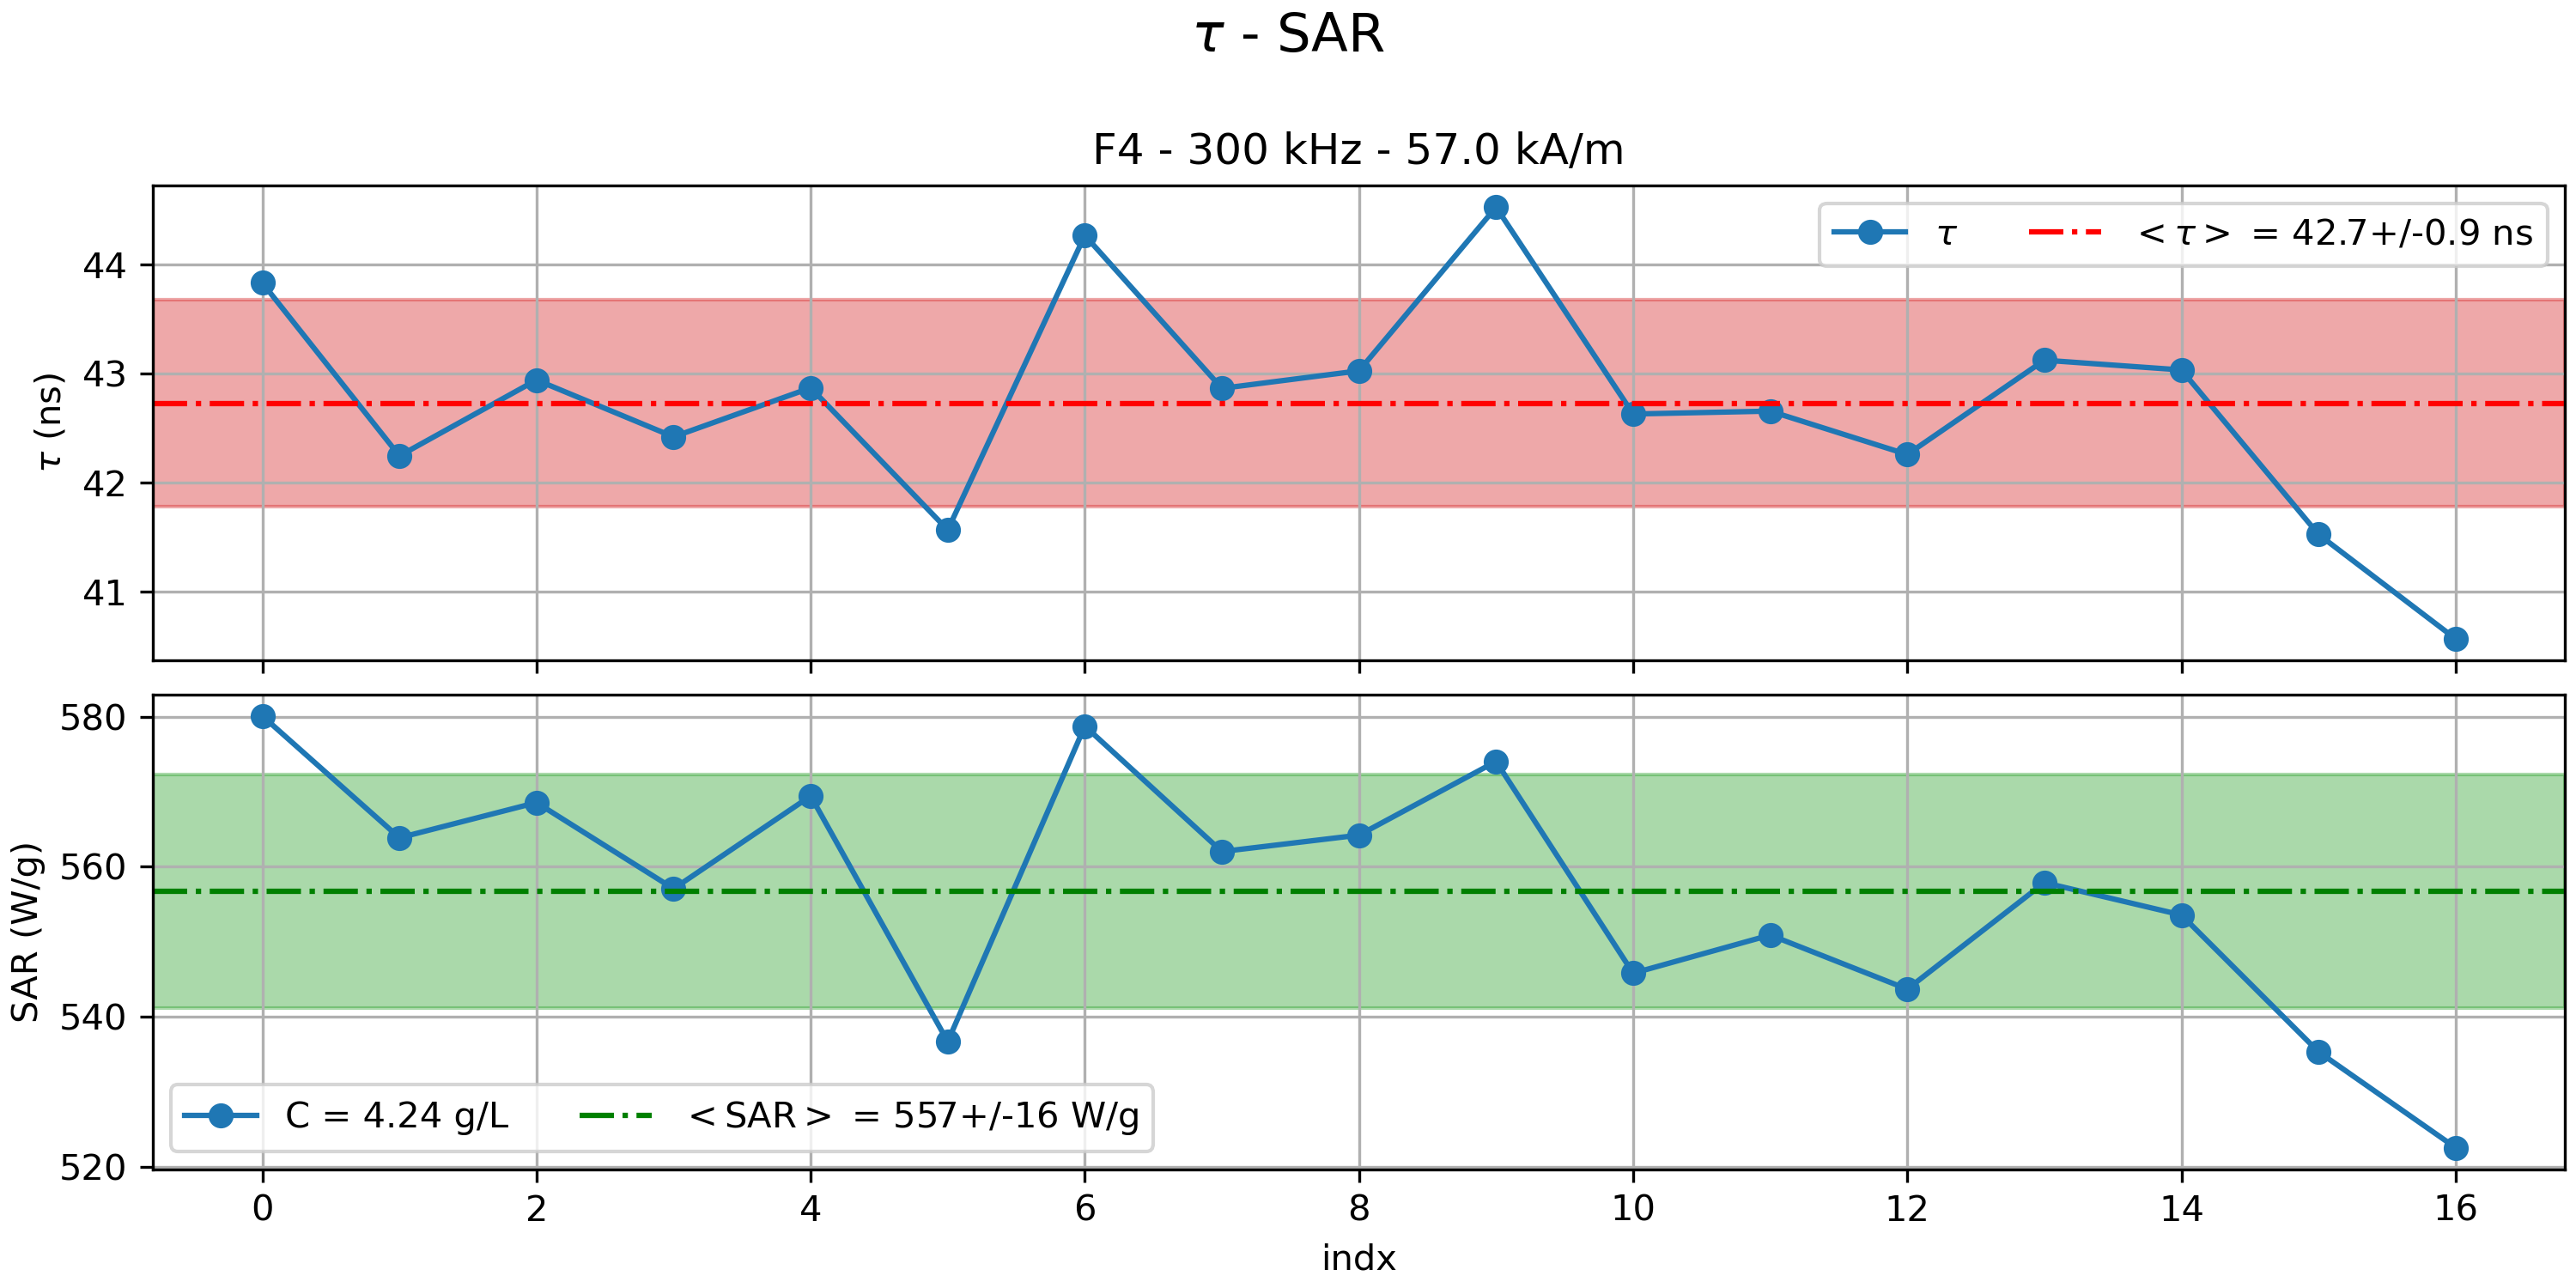 τ - SAR
F4 - 300 kHz - 57.0 kA/m
τ (ns)
44
43
42
41
τ
<τ> = 42.7+/-0.9 ns
SAR (W/g)
580
560
540
520
C = 4.24 g/L
<SAR> = 557+/-16 W/g
0 2 4 6 8 10 12 14 16
indx